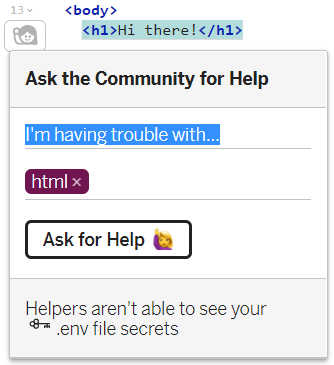 13
<body>
<h1>Hi there!</h1>
Ask the Community for Help
I'm having trouble with...
html ×
Ask for Help 🙋
Helpers aren't able to see your
.env file secrets